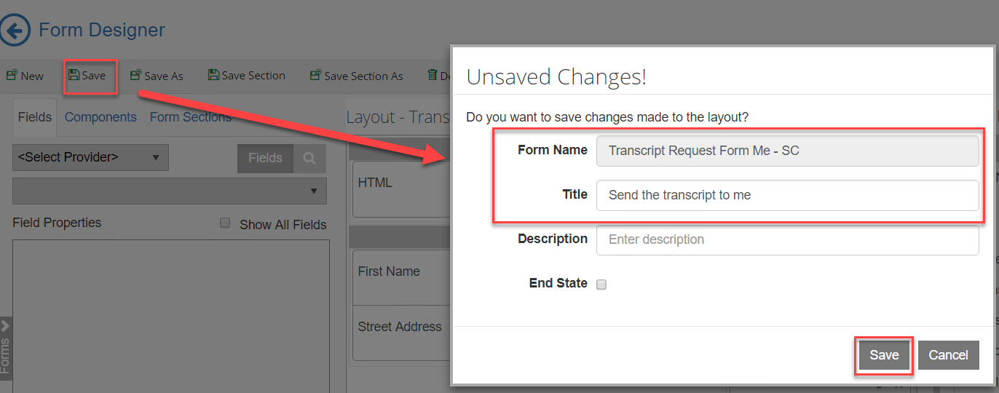 Form Designer
New Save Save As Save Section Save Section As
Fields Components Form Sections
Layout - Trans
<Select Provider>
Fields
HTML
Field Properties
Show All Fields
First Name
Street Address
Forms
Unsaved Changes!
Do you want to save changes made to the layout?
Form Name Transcript Request Form Me - SC
Title Send the transcript to me
Description Enter description
End State
Save Cancel